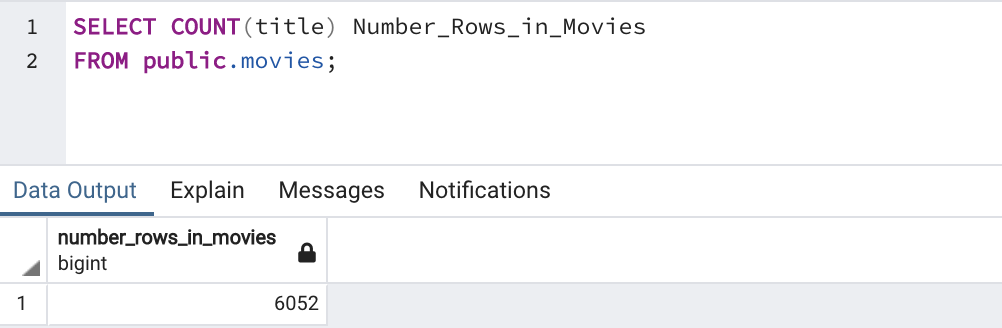 1 SELECT COUNT(title) Number_Rows_in_Movies
2 FROM public.movies;
Data Output Explain Messages Notifications
number_rows_in_movies
bigint
1 6052